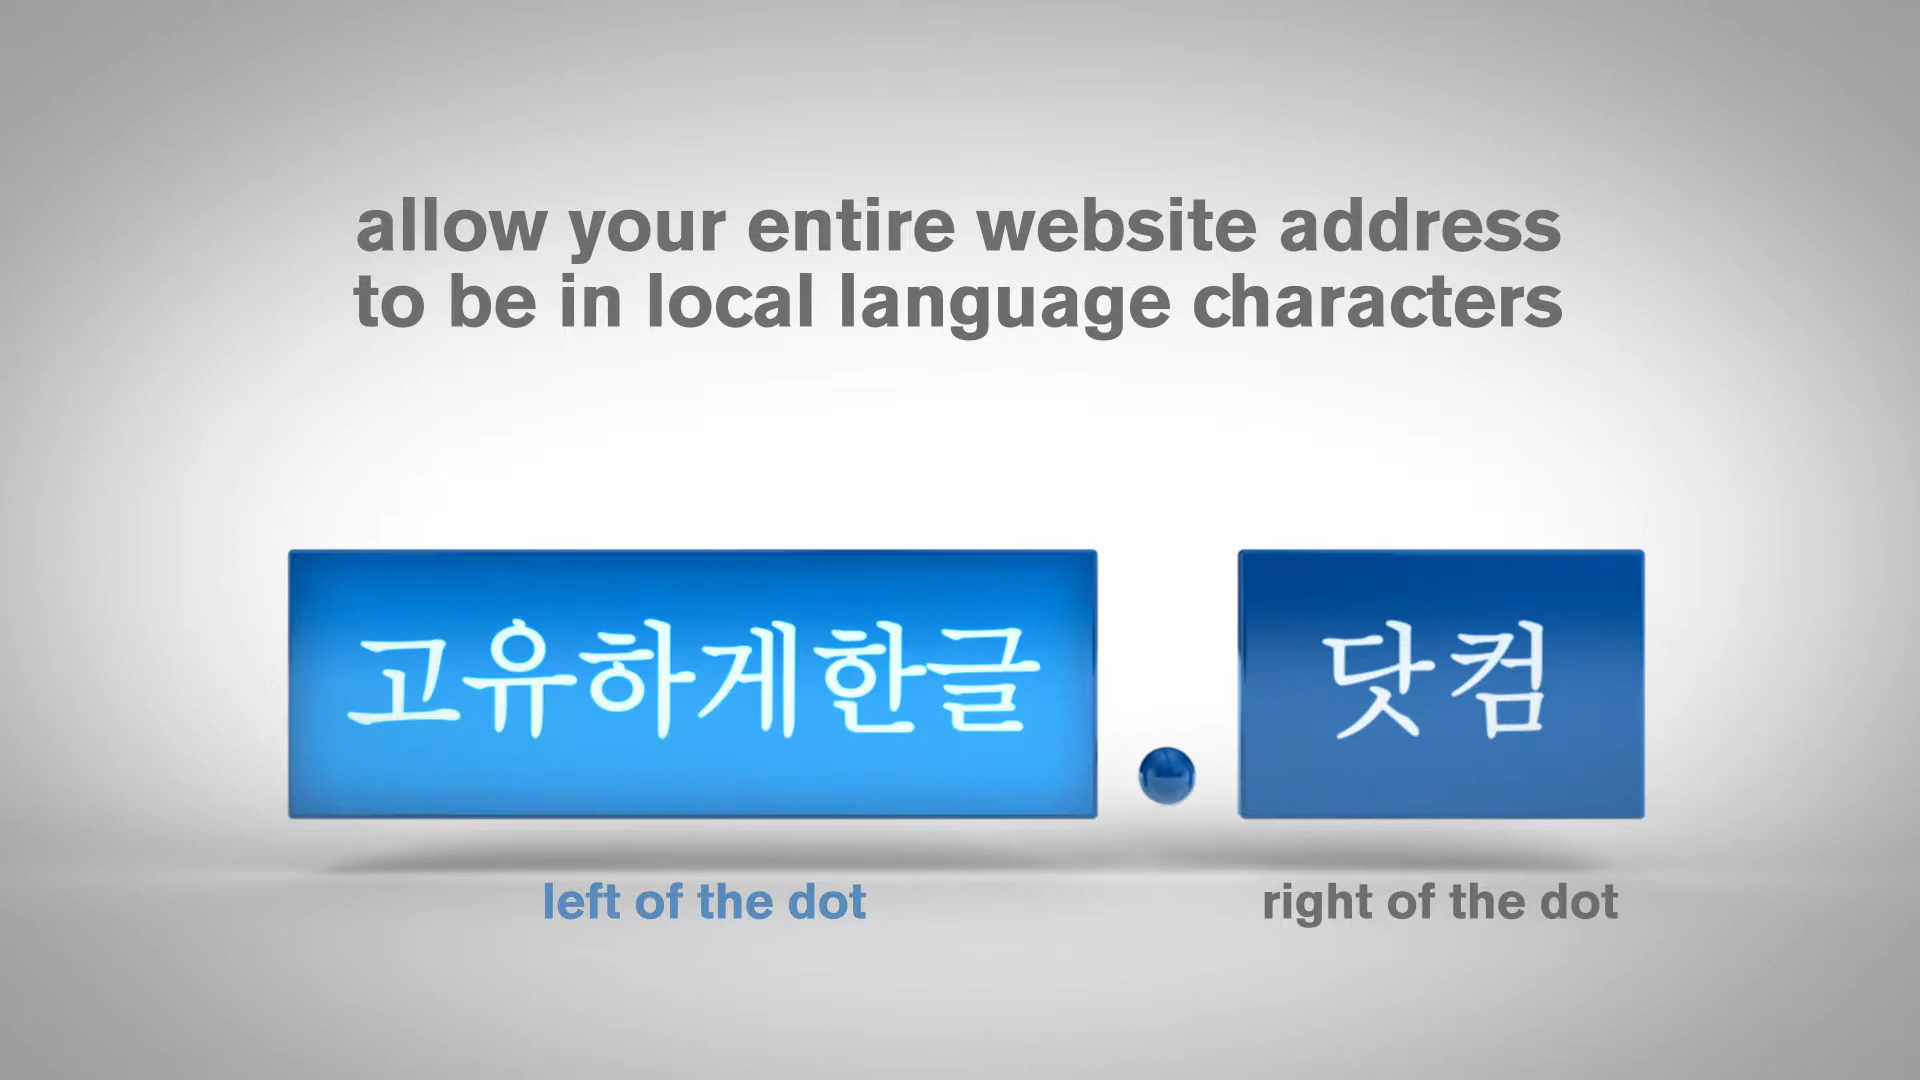 allow your entire website address
to be in local language characters
고유하게한글.닷컴
left of the dot
right of the dot